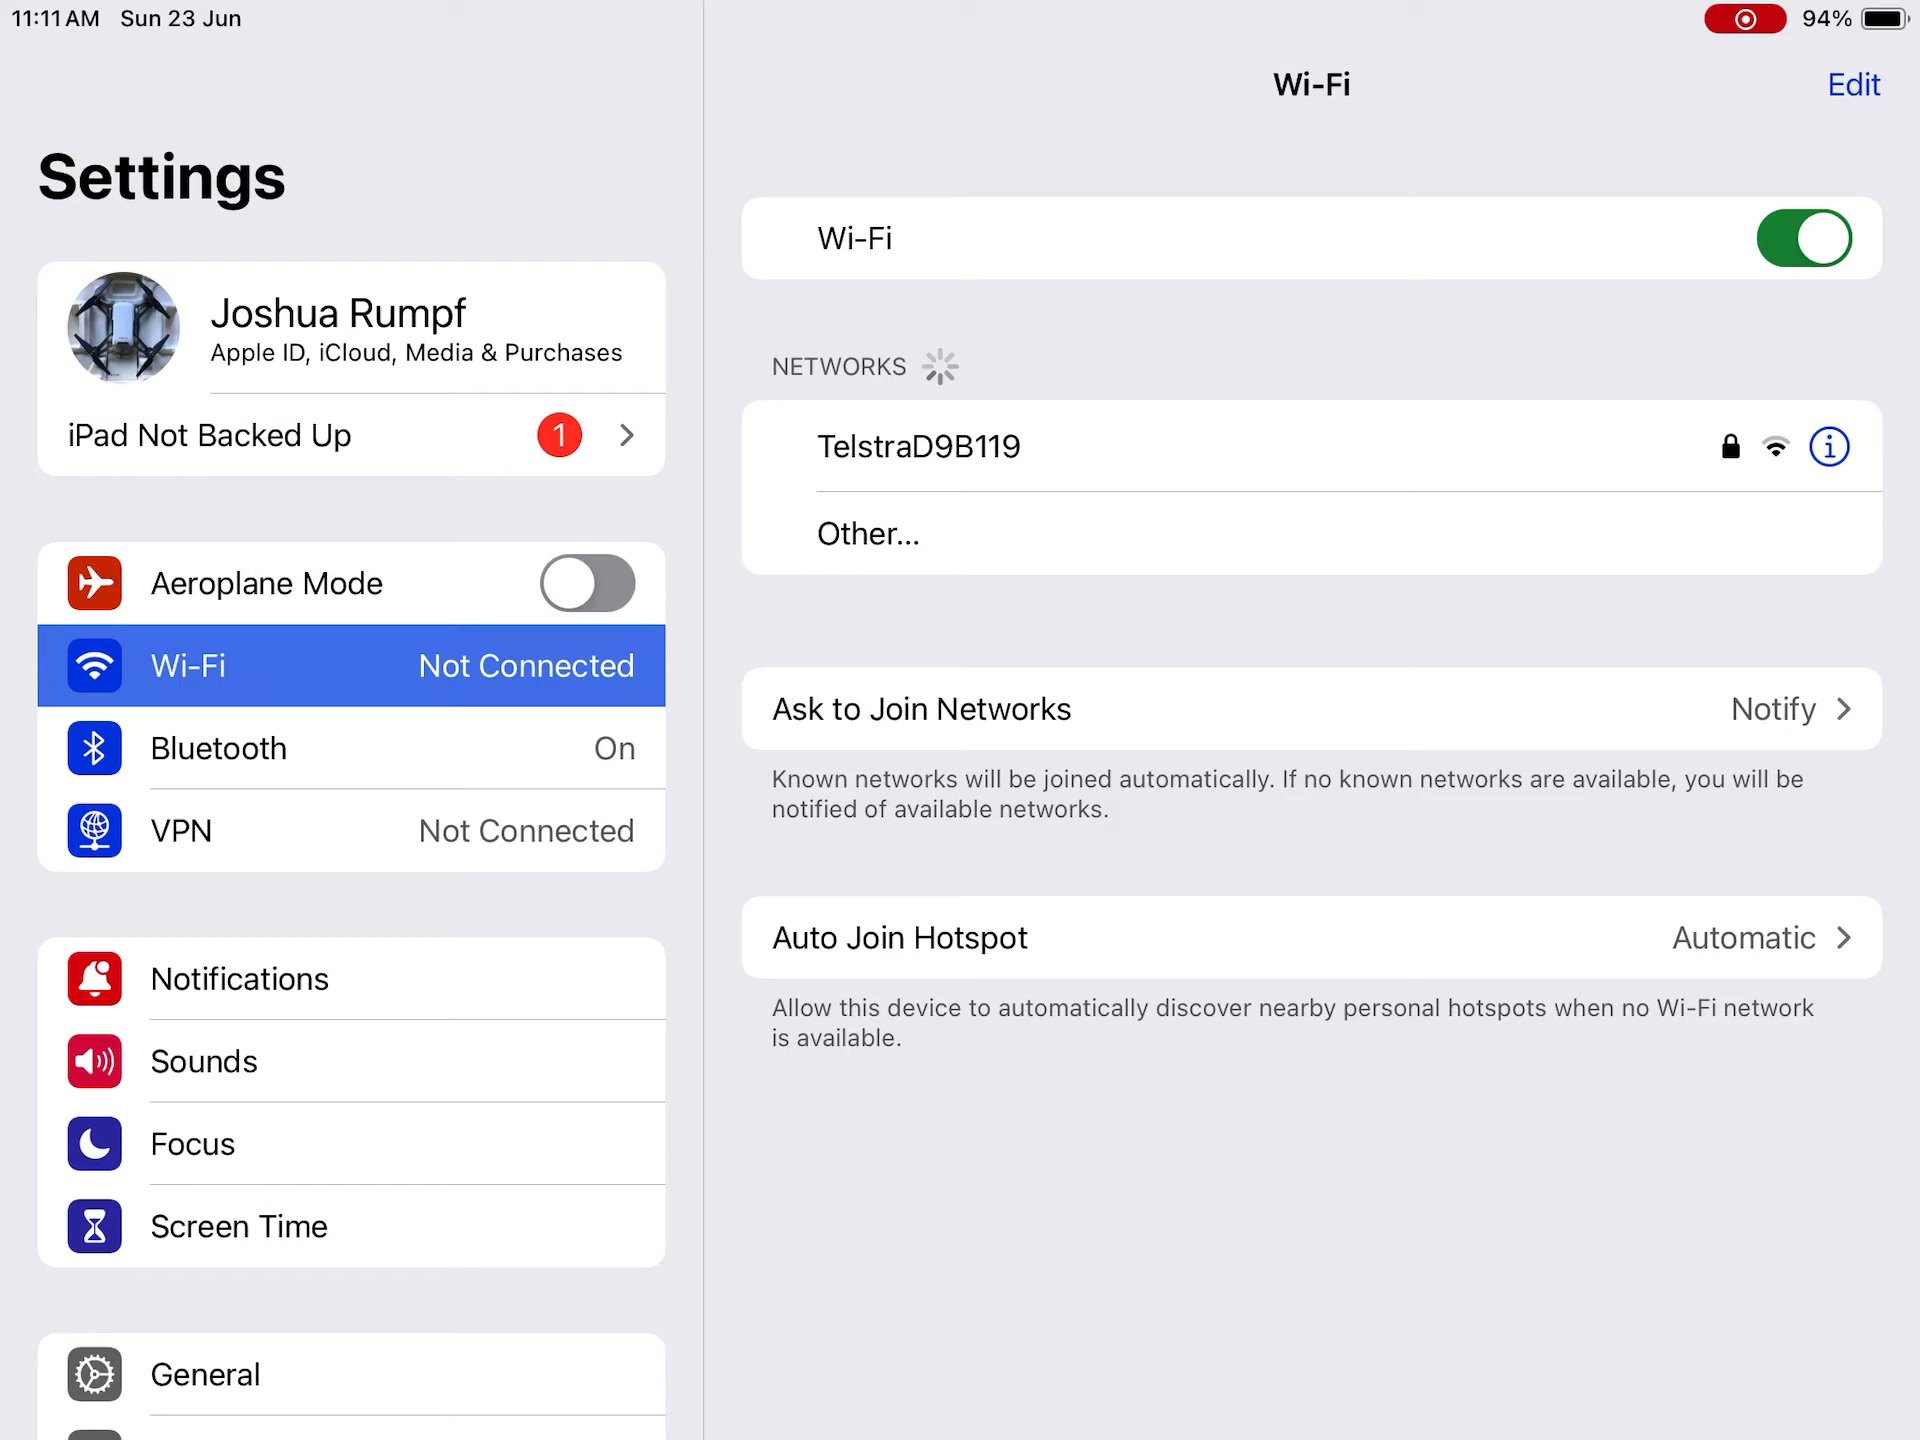 11:11 AM Sun 23 Jun
94%
Settings
Joshua Rumpf
Apple ID, iCloud, Media & Purchases
iPad Not Backed Up
1
Aeroplane Mode
Wi-Fi Not Connected
Bluetooth On
VPN Not Connected
Notifications
Sounds
Focus
Screen Time
General
Wi-Fi
Edit
Wi-Fi
NETWORKS
TelstraD9B119
Other...
Ask to Join Networks Notify
Known networks will be joined automatically. If no known networks are available, you will be
notified of available networks.
Auto Join Hotspot Automatic
Allow this device to automatically discover nearby personal hotspots when no Wi-Fi network
is available.